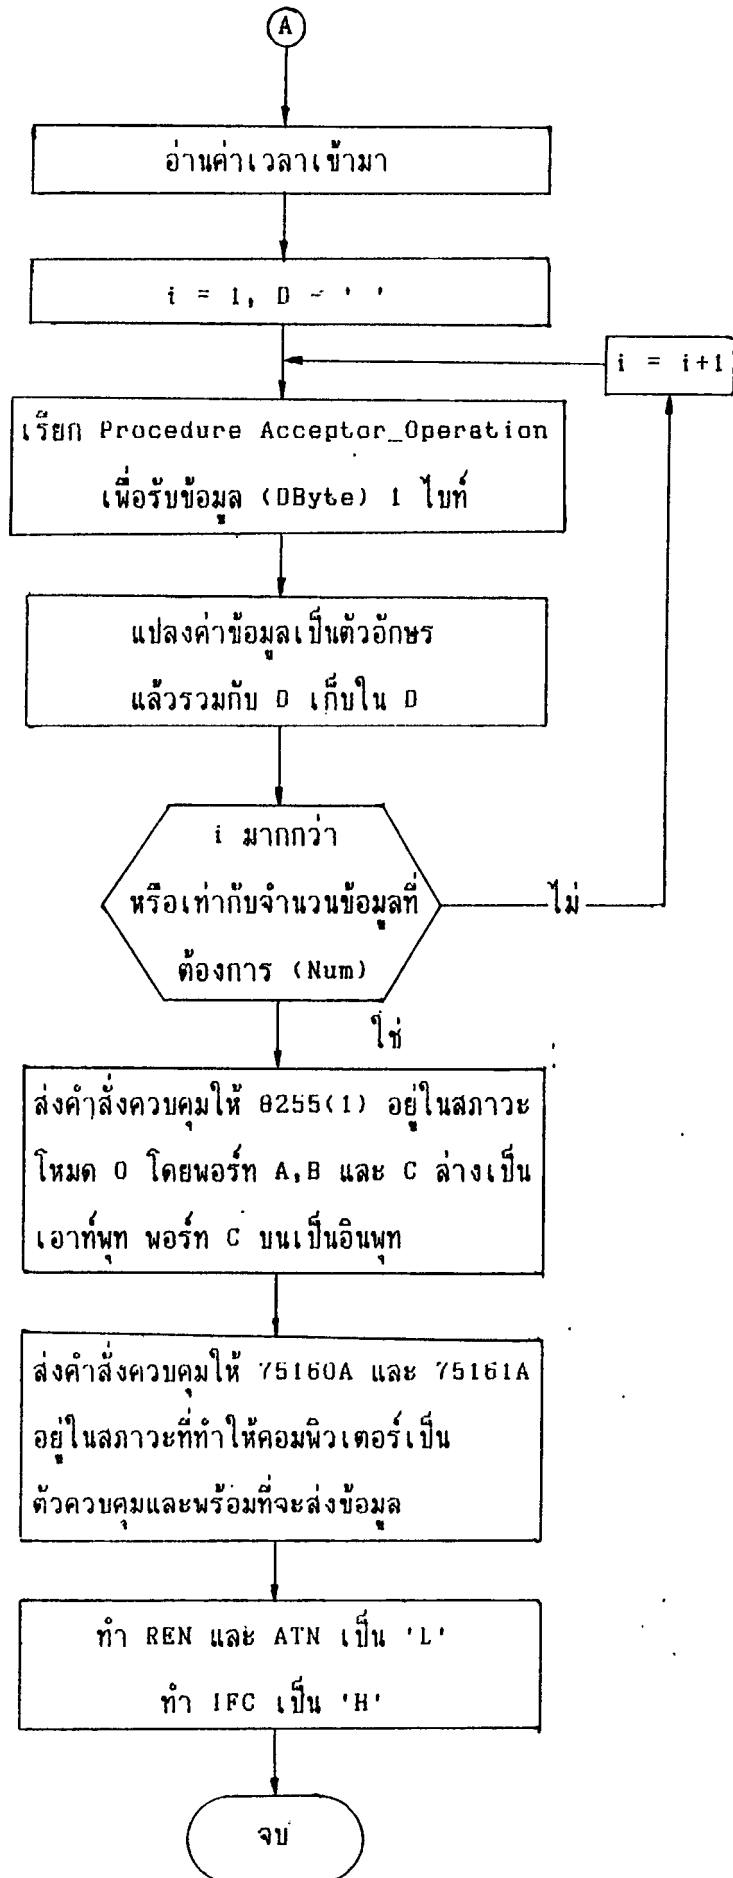 A
อ่านค่าเวลาเข้ามา
i = 1, D = ' '
i = i+1
เรียก Procedure Acceptor_Operation
เพื่อรับข้อมูล (DByte) 1 ไบท์
แปลงค่าข้อมูลเป็นตัวอักษร
แล้วรวมกับ D เก็บใน D
i มากกว่า
หรือเท่ากับจำนวนข้อมูลที่
ไม่
ต้องการ (Num)
ใช่
ส่งคำสั่งควบคุมให้ 8255(1) อยู่ในสภาวะ
โหมด 0 โดยพอร์ท A,B และ C ล่างเป็น
เอาท์พุท พอร์ท C บนเป็นอินพุท
ส่งคำสั่งควบคุมให้ 75160A และ 75161A
อยู่ในสภาวะที่ทำให้คอมพิวเตอร์เป็น
ตัวควบคุมและพร้อมที่จะส่งข้อมูล
ทำ REN และ ATN เป็น 'L'
ทำ IFC เป็น 'H'
จบ